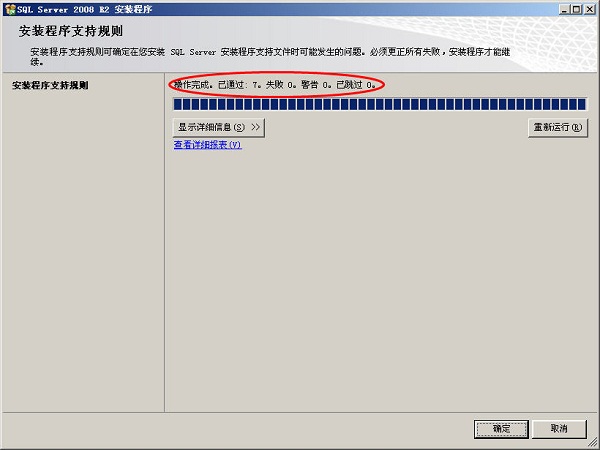 SQL Server 2008 R2 安装程序
安装程序支持规则
安装程序支持规则可确定在您安装 SQL Server 安装程序支持文件时可能发生的问题。必须更正所有失败，安装程序才能继
续。
安装程序支持规则
操作完成。已通过: 7。失败 0。警告 0。已跳过 0。
显示详细信息(S) >> 重新运行(R)
查看详细报表(V)
确定 取消